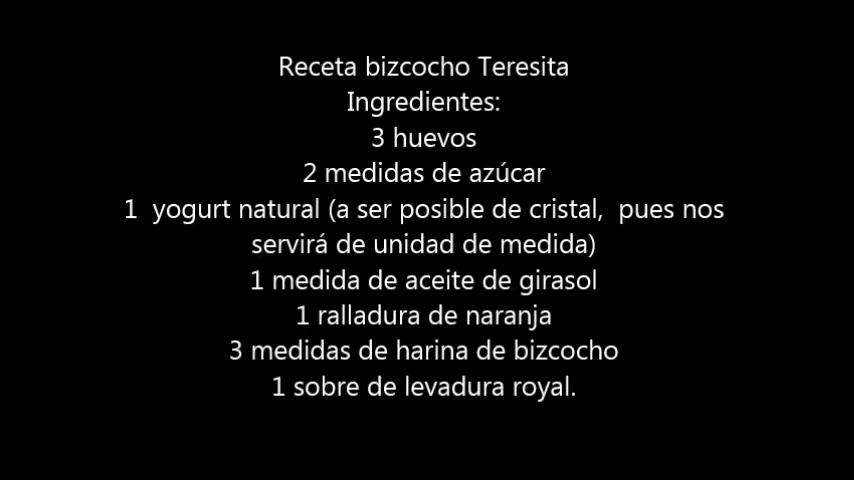 Receta bizcocho Teresita
Ingredientes:
3 huevos
2 medidas de azúcar
1  yogurt natural (a ser posible de cristal,  pues nos
servirá de unidad de medida)
1 medida de aceite de girasol
1 ralladura de naranja
3 medidas de harina de bizcocho
1 sobre de levadura royal.